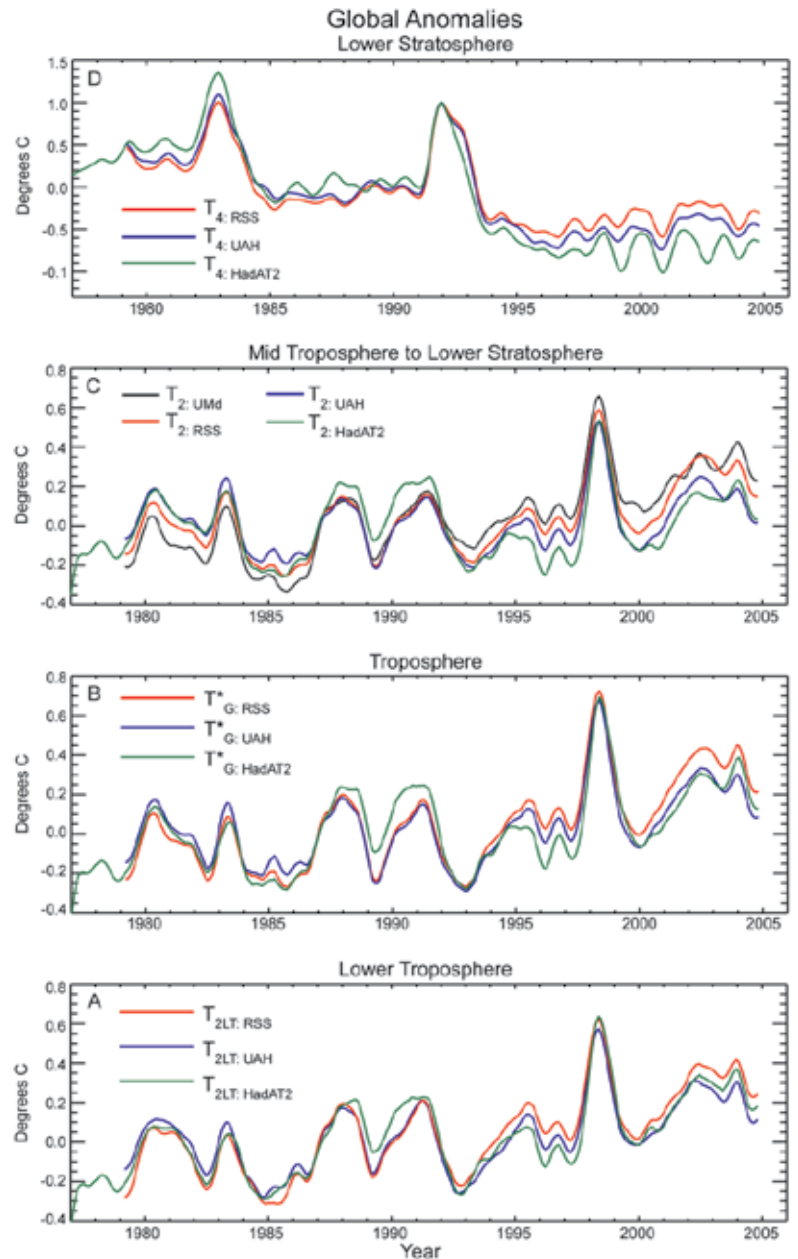 Global Anomalies
Lower Stratosphere
D
1.5
1.0
0.5
0.0
-0.5
-0.1
Degrees C
T4: RSS
T4: UAH
T4: HadAT2
1980 1985 1990 1995 2000 2005
Mid Troposphere to Lower Stratosphere
C
0.8
0.6
0.4
0.2
0.0
-0.2
-0.4
Degrees C
T2: UMd
T2: UAH
T2: RSS
T2: HadAT2
1980 1985 1990 1995 2000 2005
Troposphere
B
0.8
0.6
0.4
0.2
0.0
-0.2
-0.4
Degrees C
T*G: RSS
T*G: UAH
T*G: HadAT2
1980 1985 1990 1995 2000 2005
Lower Troposphere
A
0.8
0.6
0.4
0.2
0.0
-0.2
-0.4
Degrees C
T2LT: RSS
T2LT: UAH
T2LT: HadAT2
1980 1985 1990 1995 2000 2005
Year